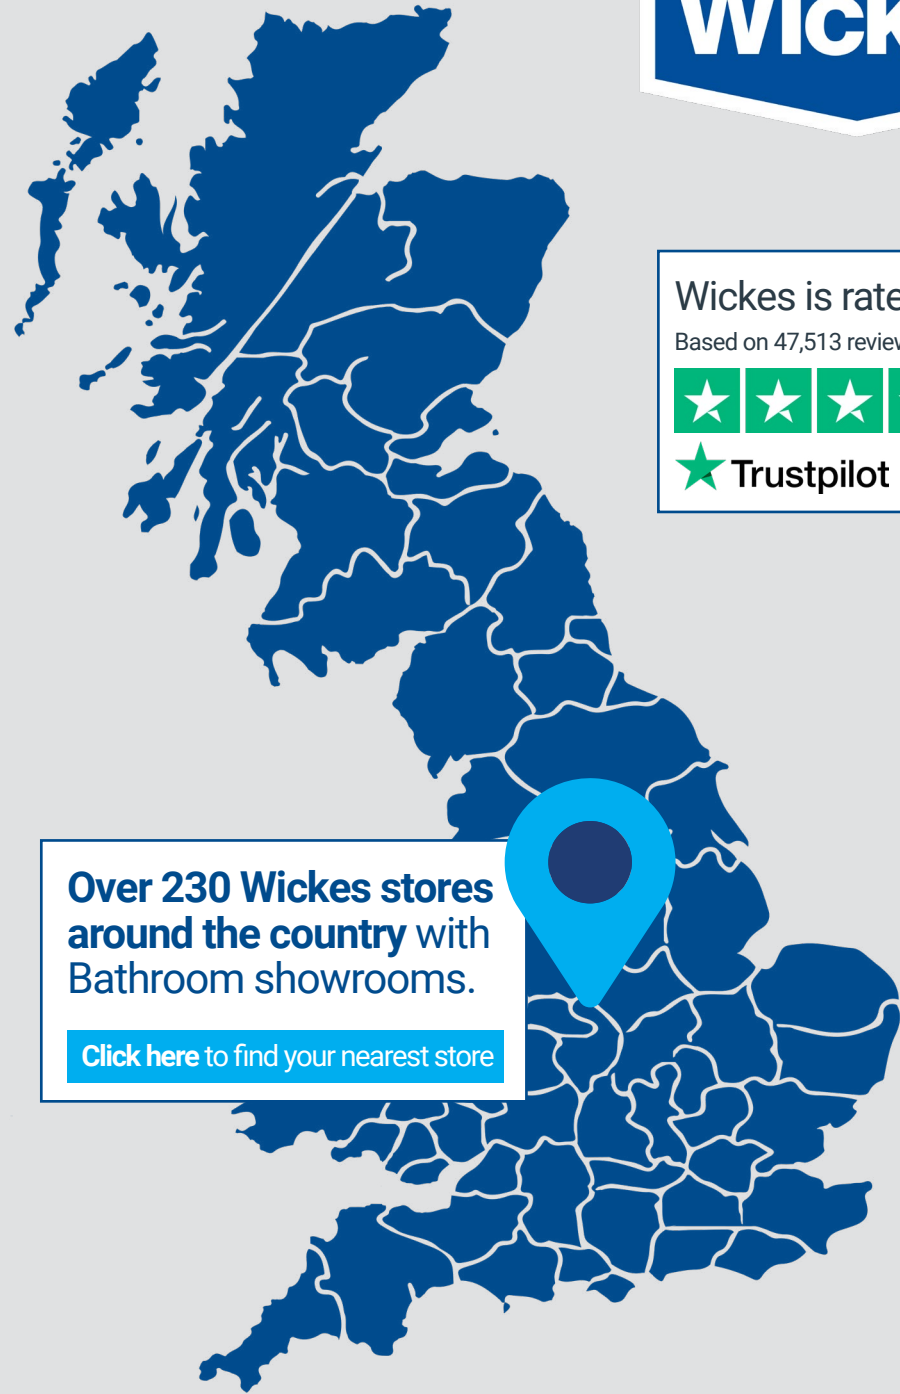 Wick
Wickes is rate
Based on 47,513 review
Trustpilot
Over 230 Wickes stores
around the country with
Bathroom showrooms.
Click here to find your nearest store